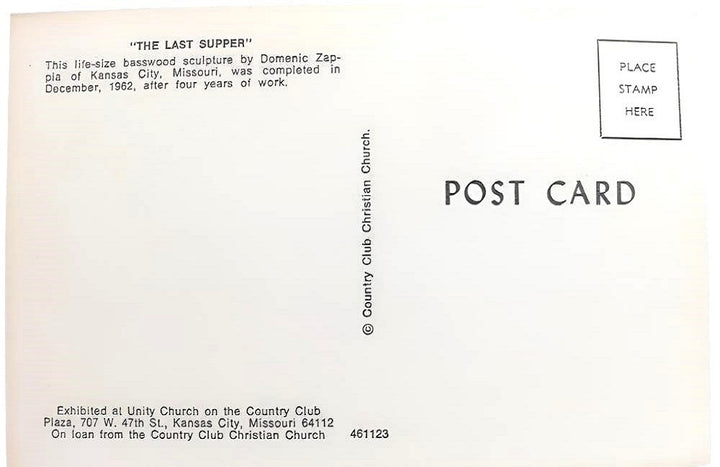 "THE LAST SUPPER"
This life-size basswood sculpture by Domenic Zap-
pia of Kansas City, Missouri, was completed in
December, 1962, after four years of work.
PLACE
STAMP
HERE
© Country Club Christian Church.
POST CARD
Exhibited at Unity Church on the Country Club
Plaza, 707 W. 47th St., Kansas City, Missouri 64112
On loan from the Country Club Christian Church 461123